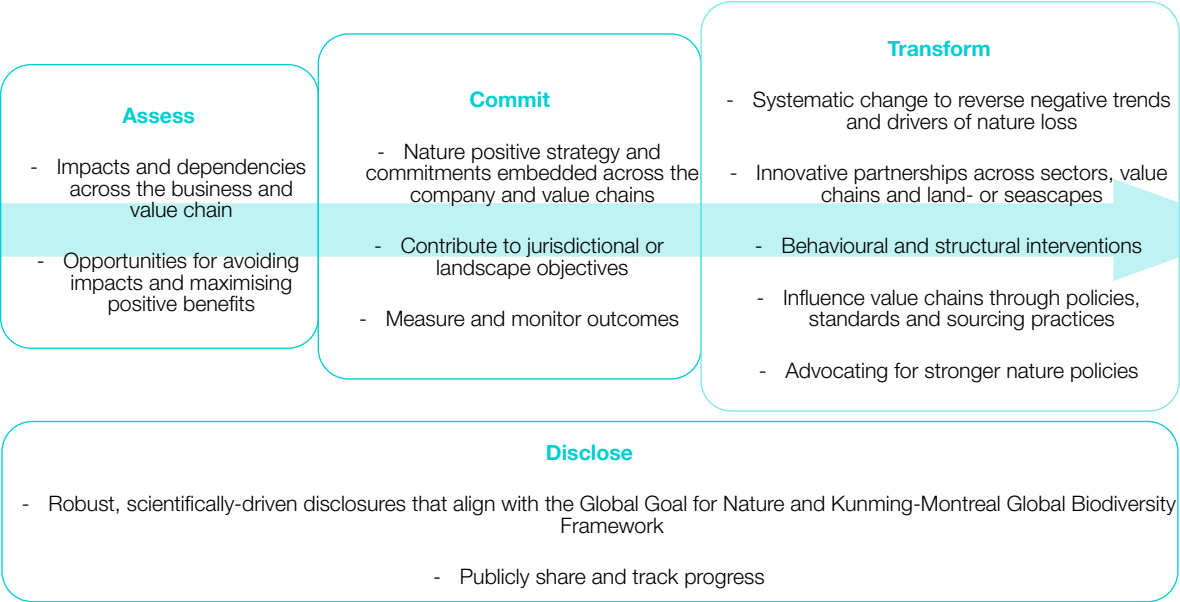 Assess
- Impacts and dependencies
across the business and
value chain
- Opportunities for avoiding
impacts and maximising
positive benefits
Commit
- Nature positive strategy and
commitments embedded across the
company and value chains
- Contribute to jurisdictional or
landscape objectives
- Measure and monitor outcomes
Transform
- Systematic change to reverse negative trends
and drivers of nature loss
- Innovative partnerships across sectors, value
chains and land- or seascapes
- Behavioural and structural interventions
- Influence value chains through policies,
standards and sourcing practices
- Advocating for stronger nature policies
Disclose
- Robust, scientifically-driven disclosures that align with the Global Goal for Nature and Kunming-Montreal Global Biodiversity
Framework
- Publicly share and track progress